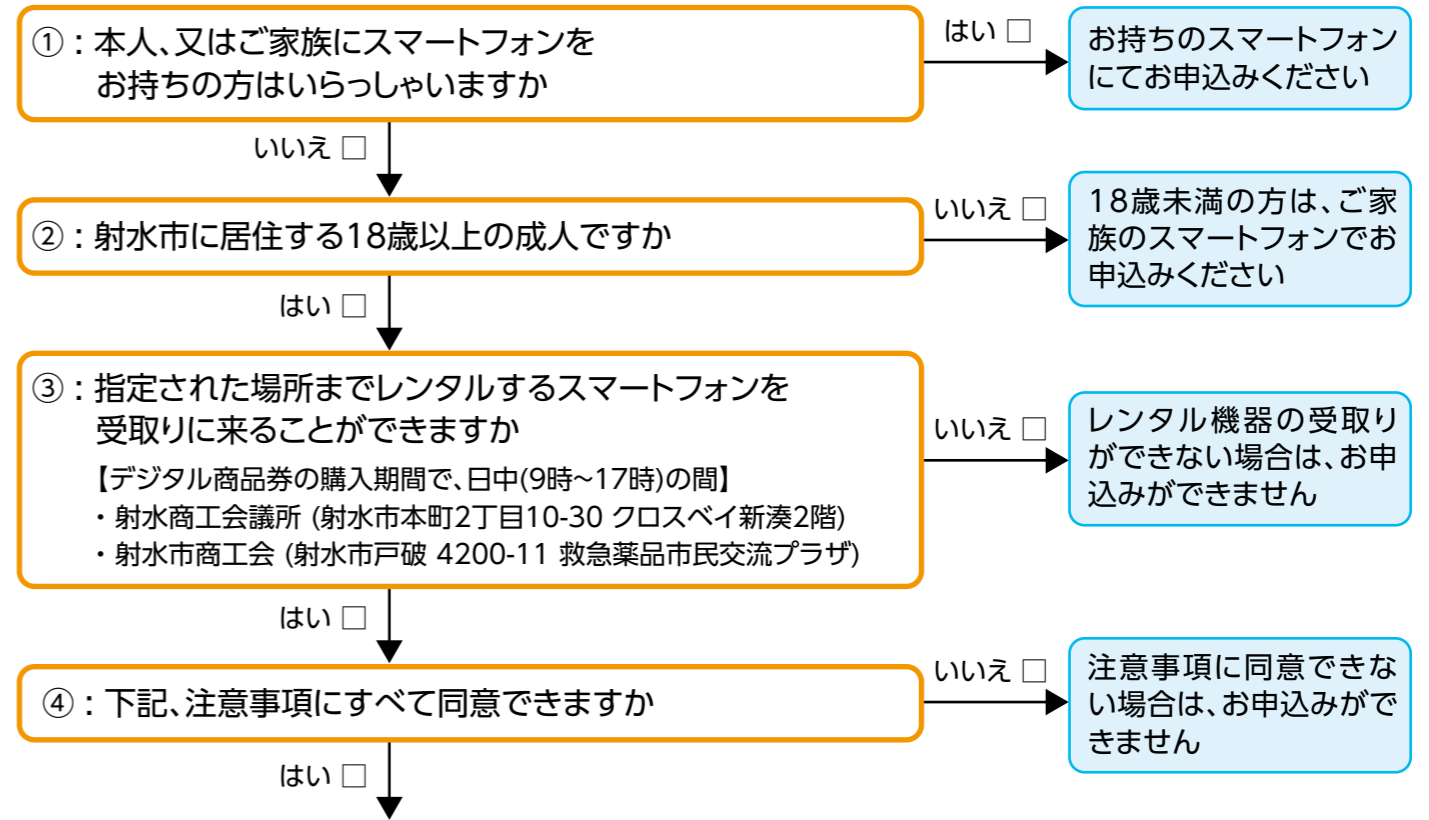 ①：本人、又はご家族にスマートフォンを
お持ちの方はいらっしゃいますか
はい □
お持ちのスマートフォン
にてお申込みください
いいえ □
②：射水市に居住する18歳以上の成人ですか
いいえ □
18歳未満の方は、ご家
族のスマートフォンでお
申込みください
はい □
③：指定された場所までレンタルするスマートフォンを
受取りに来ることができますか
【デジタル商品券の購入期間で、日中(9時~17時)の間】
・射水商工会議所 (射水市本町2丁目10-30 クロスベイ新湊2階)
・射水市商工会 (射水市戸破 4200-11 救急薬品市民交流プラザ)
いいえ □
レンタル機器の受取り
ができない場合は、お申
込みができません
はい □
④：下記、注意事項にすべて同意できますか
いいえ □
注意事項に同意できな
い場合は、お申込みがで
きません
はい □